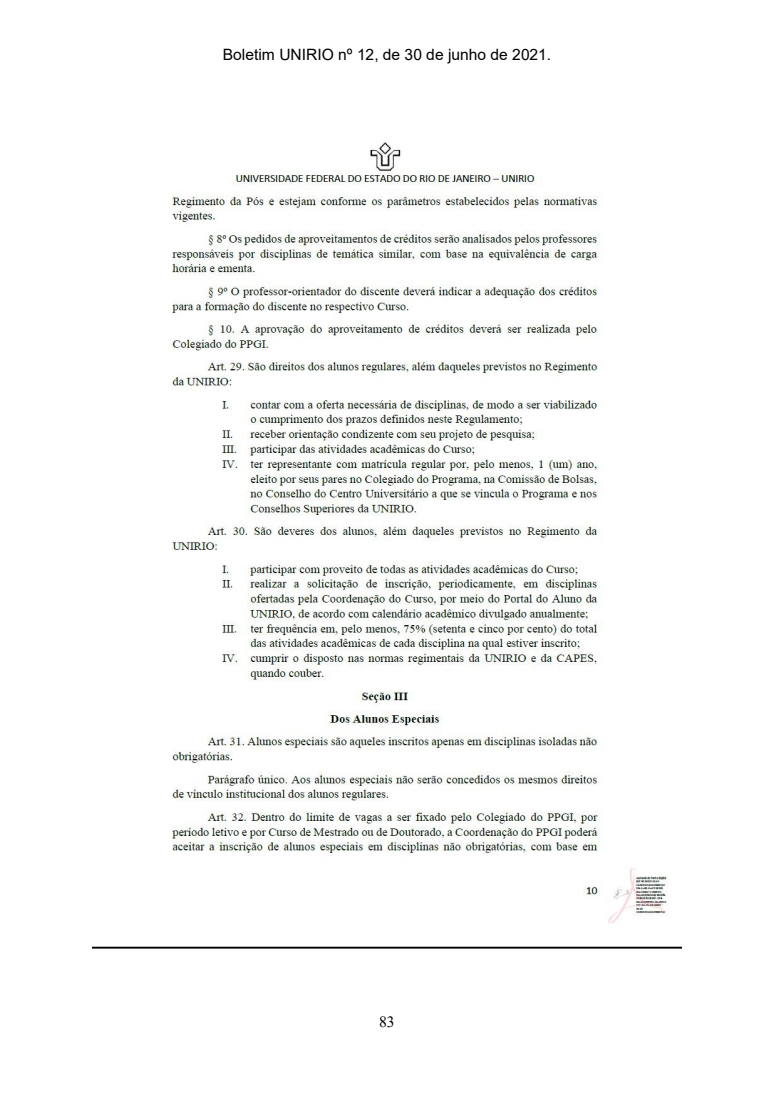 Boletim UNIRIO nº 12, de 30 de junho de 2021.
UNIVERSIDADE FEDERAL DO ESTADO DO RIO DE JANEIRO – UNIRIO
Regimento da Pós e estejam conforme os parâmetros estabelecidos pelas normativas
vigentes.
§ 8º Os pedidos de aproveitamentos de créditos serão analisados pelos professores
responsáveis por disciplinas de temática similar, com base na equivalência de carga
horária e ementa.
§ 9º O professor-orientador do discente deverá indicar a adequação dos créditos
para a formação do discente no respectivo Curso.
§ 10. A aprovação do aproveitamento de créditos deverá ser realizada pelo
Colegiado do PPGI.
Art. 29. São direitos dos alunos regulares, além daqueles previstos no Regimento
da UNIRIO:
I. contar com a oferta necessária de disciplinas, de modo a ser viabilizado
o cumprimento dos prazos definidos neste Regulamento;
II. receber orientação condizente com seu projeto de pesquisa;
III. participar das atividades acadêmicas do Curso;
IV. ter representante com matrícula regular por, pelo menos, 1 (um) ano,
eleito por seus pares no Colegiado do Programa, na Comissão de Bolsas,
no Conselho do Centro Universitário a que se vincula o Programa e nos
Conselhos Superiores da UNIRIO.
Art. 30. São deveres dos alunos, além daqueles previstos no Regimento da
UNIRIO:
I. participar com proveito de todas as atividades acadêmicas do Curso;
II. realizar a solicitação de inscrição, periodicamente, em disciplinas
ofertadas pela Coordenação do Curso, por meio do Portal do Aluno da
UNIRIO, de acordo com calendário acadêmico divulgado anualmente;
III. ter frequência em, pelo menos, 75% (setenta e cinco por cento) do total
das atividades acadêmicas de cada disciplina na qual estiver inscrito;
IV. cumprir o disposto nas normas regimentais da UNIRIO e da CAPES,
quando couber.
Seção III
Dos Alunos Especiais
Art. 31. Alunos especiais são aqueles inscritos apenas em disciplinas isoladas não
obrigatórias.
Parágrafo único. Aos alunos especiais não serão concedidos os mesmos direitos
de vínculo institucional dos alunos regulares.
Art. 32. Dentro do limite de vagas a ser fixado pelo Colegiado do PPGI, por
período letivo e por Curso de Mestrado ou de Doutorado, a Coordenação do PPGI poderá
aceitar a inscrição de alunos especiais em disciplinas não obrigatórias, com base em
10
83